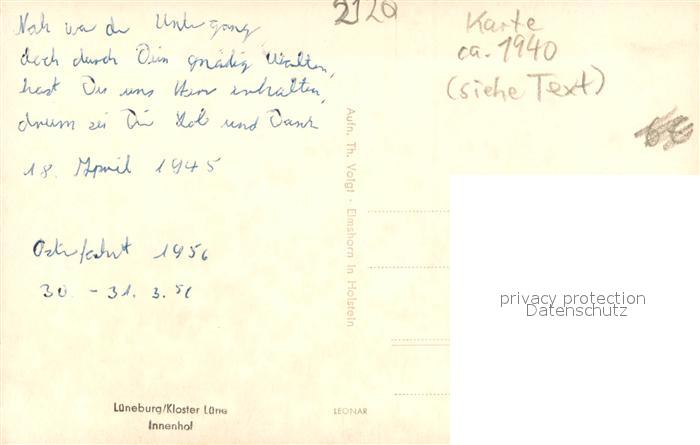 Nah war der Untergang
doch durch Dein gnädig Walten,
hast Du uns Herr erhalten,
drum sei Dir Lob und Dank
18. April 1945
Osterfahrt 1956
30. - 31. 3. 56
Lüneburg/Kloster Lüne
Innenhof
Aufn. Th. Voigt · Elmshorn in Holstein
LEONAR
2120
Karte
ca. 1940
(siehe Text)
6€
privacy protection
Datenschutz